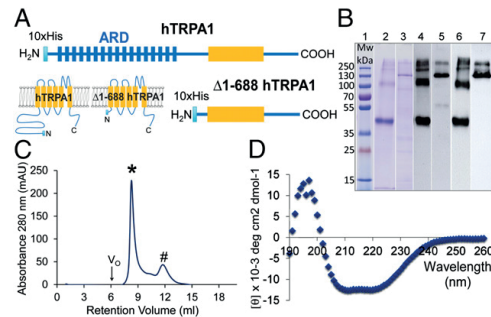 A
hTRPA1
10xHis
ARD
H₂N
COOH
hTRPA1
Δ1-688 hTRPA1
N
C
N
C
Δ1-688 hTRPA1
10xHis
H₂N
COOH
B
1 2 3 4 5 6 7
Mw
kDa
250
130
100
70
55
35
25
15
C
Absorbance 280 nm (mAU)
250
200
150
100
50
0
*
#
V₀
0 3 6 9 12 15 18
Retention Volume (ml)
D
[θ] x 10-3 deg cm2 dmol-1
15
10
5
0
-5
-10
-15
190 200 210 220 230 240 250 260
Wavelength
(nm)